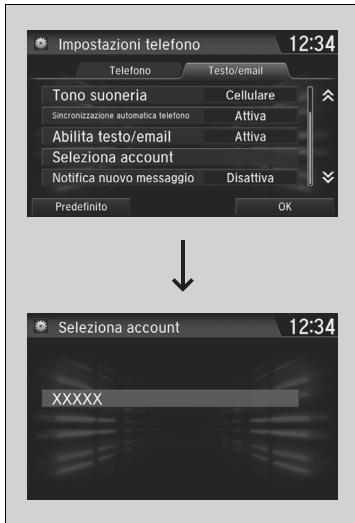 Impostazioni telefono 12:34
Telefono Testo/email
Tono suoneria Cellulare
Sincronizzazione automatica telefono Attiva
Abilita testo/email Attiva
Seleziona account
Notifica nuovo messaggio Disattiva
Predefinito OK
Seleziona account 12:34
XXXXX